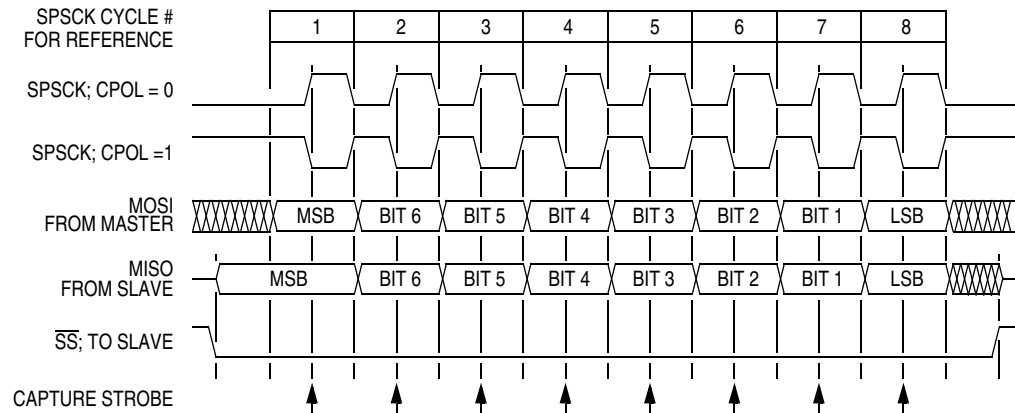 SPSCK CYCLE #
FOR REFERENCE
1 2 3 4 5 6 7 8
SPSCK; CPOL = 0
SPSCK; CPOL =1
MOSI
FROM MASTER
MSB BIT 6 BIT 5 BIT 4 BIT 3 BIT 2 BIT 1 LSB
MISO
FROM SLAVE
MSB BIT 6 BIT 5 BIT 4 BIT 3 BIT 2 BIT 1 LSB
S̅S̅; TO SLAVE
CAPTURE STROBE